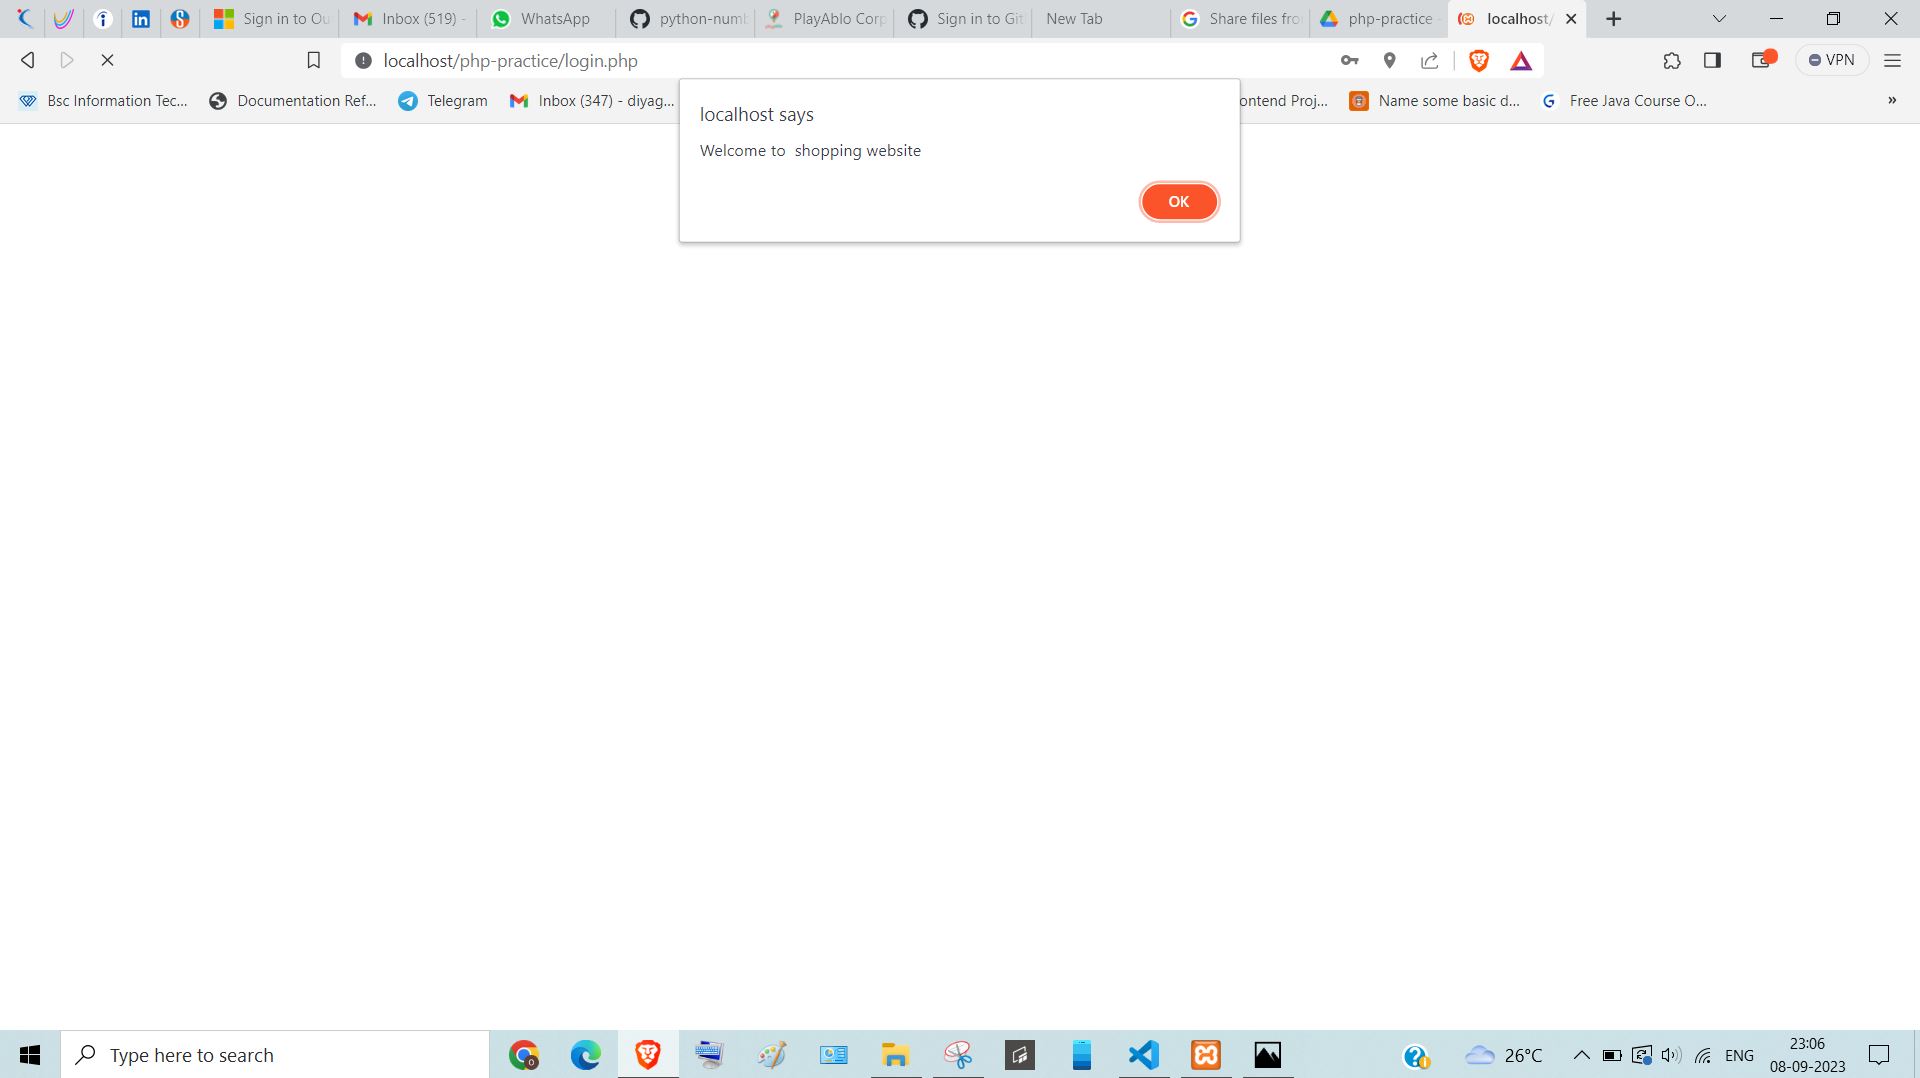 Sign in to Ou
Inbox (519) -
WhatsApp
python-numb
PlayAblo Corp
Sign in to Git
New Tab
Share files fro
php-practice -
localhost/
localhost/php-practice/login.php
VPN
Bsc Information Tec...
Documentation Ref...
Telegram
Inbox (347) - diyag...
ontend Proj...
Name some basic d...
Free Java Course O...
»
localhost says
Welcome to  shopping website
OK
Type here to search
26°C
ENG
23:06
08-09-2023